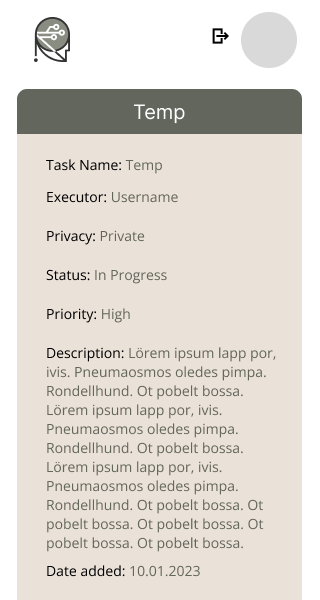 Temp
Task Name: Temp
Executor: Username
Privacy: Private
Status: In Progress
Priority: High
Description: Lörem ipsum lapp por,
ivis. Pneumaosmos oledes pimpa.
Rondellhund. Ot pobelt bossa.
Lörem ipsum lapp por, ivis.
Pneumaosmos oledes pimpa.
Rondellhund. Ot pobelt bossa.
Lörem ipsum lapp por, ivis.
Pneumaosmos oledes pimpa.
Rondellhund. Ot pobelt bossa. Ot
pobelt bossa. Ot pobelt bossa. Ot
pobelt bossa. Ot pobelt bossa.
Date added: 10.01.2023